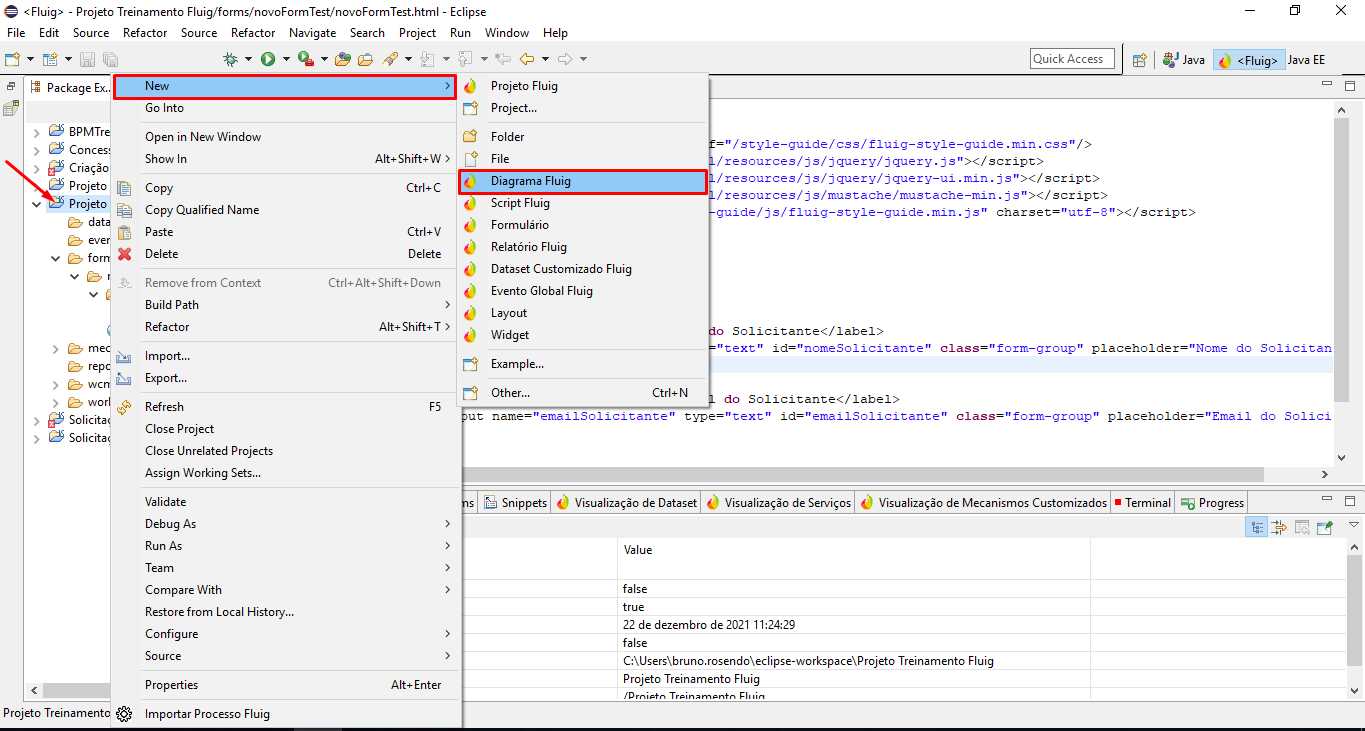 <Fluig> - Projeto Treinamento Fluig/forms/novoFormTest/novoFormTest.html - Eclipse
File Edit Source Refactor Source Refactor Navigate Search Project Run Window Help
Quick Access
Java
<Fluig>
Java EE
Package Ex...
BPMTre
Concess
Criação
Projeto
Projeto
data
ever
form
mec
repo
wcm
work
Solicitaç
Solicitaç
Projeto Treinamento
New
Go Into
Open in New Window
Show In Alt+Shift+W
Copy Ctrl+C
Copy Qualified Name
Paste Ctrl+V
Delete Delete
Remove from Context Ctrl+Alt+Shift+Down
Build Path
Refactor Alt+Shift+T
Import...
Export...
Refresh F5
Close Project
Close Unrelated Projects
Assign Working Sets...
Validate
Debug As
Run As
Team
Compare With
Restore from Local History...
Configure
Source
Properties Alt+Enter
Importar Processo Fluig
Projeto Fluig
Project...
Folder
File
Diagrama Fluig
Script Fluig
Formulário
Relatório Fluig
Dataset Customizado Fluig
Evento Global Fluig
Layout
Widget
Example...
Other... Ctrl+N
f="/style-guide/css/fluig-style-guide.min.css"/>
l/resources/js/jquery/jquery.js"></script>
l/resources/js/jquery/jquery-ui.min.js"></script>
l/resources/js/mustache/mustache-min.js"></script>
-guide/js/fluig-style-guide.min.js" charset="utf-8"></script>
do Solicitante</label>
="text" id="nomeSolicitante" class="form-group" placeholder="Nome do Solicitan
l do Solicitante</label>
put name="emailSolicitante" type="text" id="emailSolicitante" class="form-group" placeholder="Email do Solici
ms Snippets Visualização de Dataset Visualização de Serviços Visualização de Mecanismos Customizados Terminal Progress
Value
false
true
22 de dezembro de 2021 11:24:29
false
C:\Users\bruno.rosendo\eclipse-workspace\Projeto Treinamento Fluig
Projeto Treinamento Fluig
/Projeto Treinamento Fluig